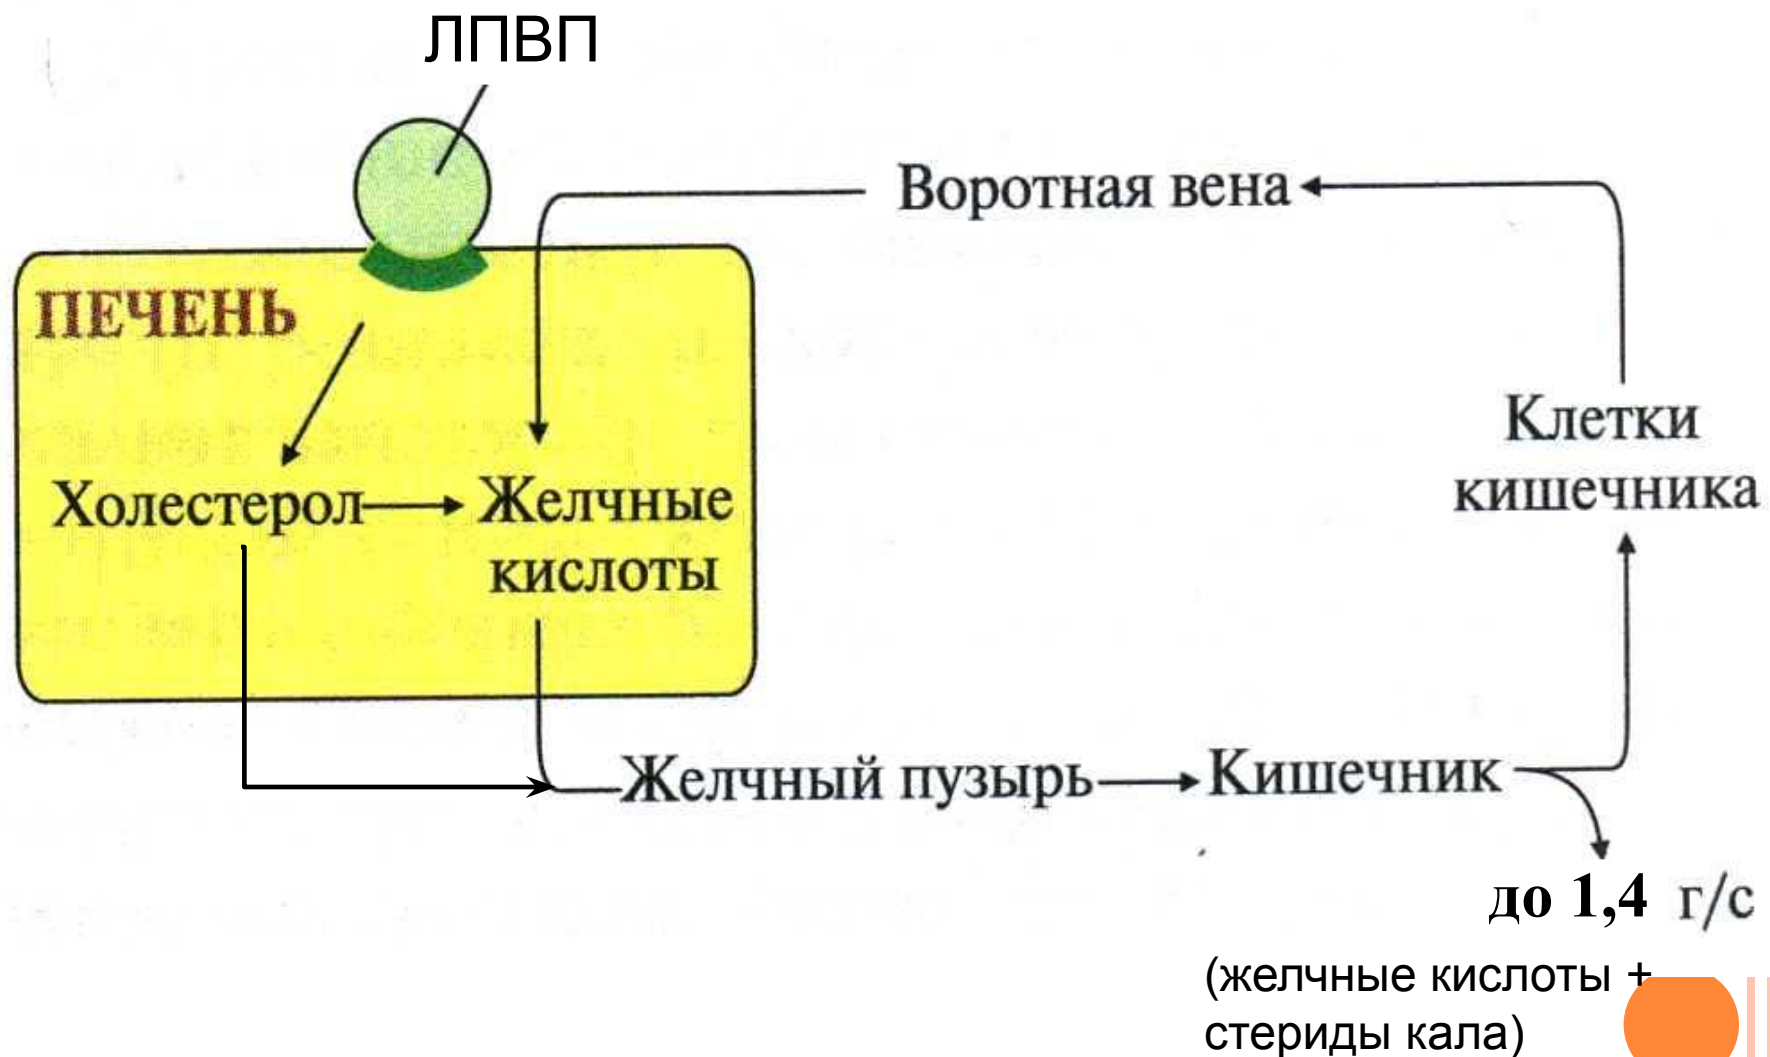 ЛПВП
Воротная вена
ПЕЧЕНЬ
Клетки
кишечника
Холестерол
Желчные
кислоты
Желчный пузырь
Кишечник
до 1,4 г/с
(желчные кислоты +
стериды кала)